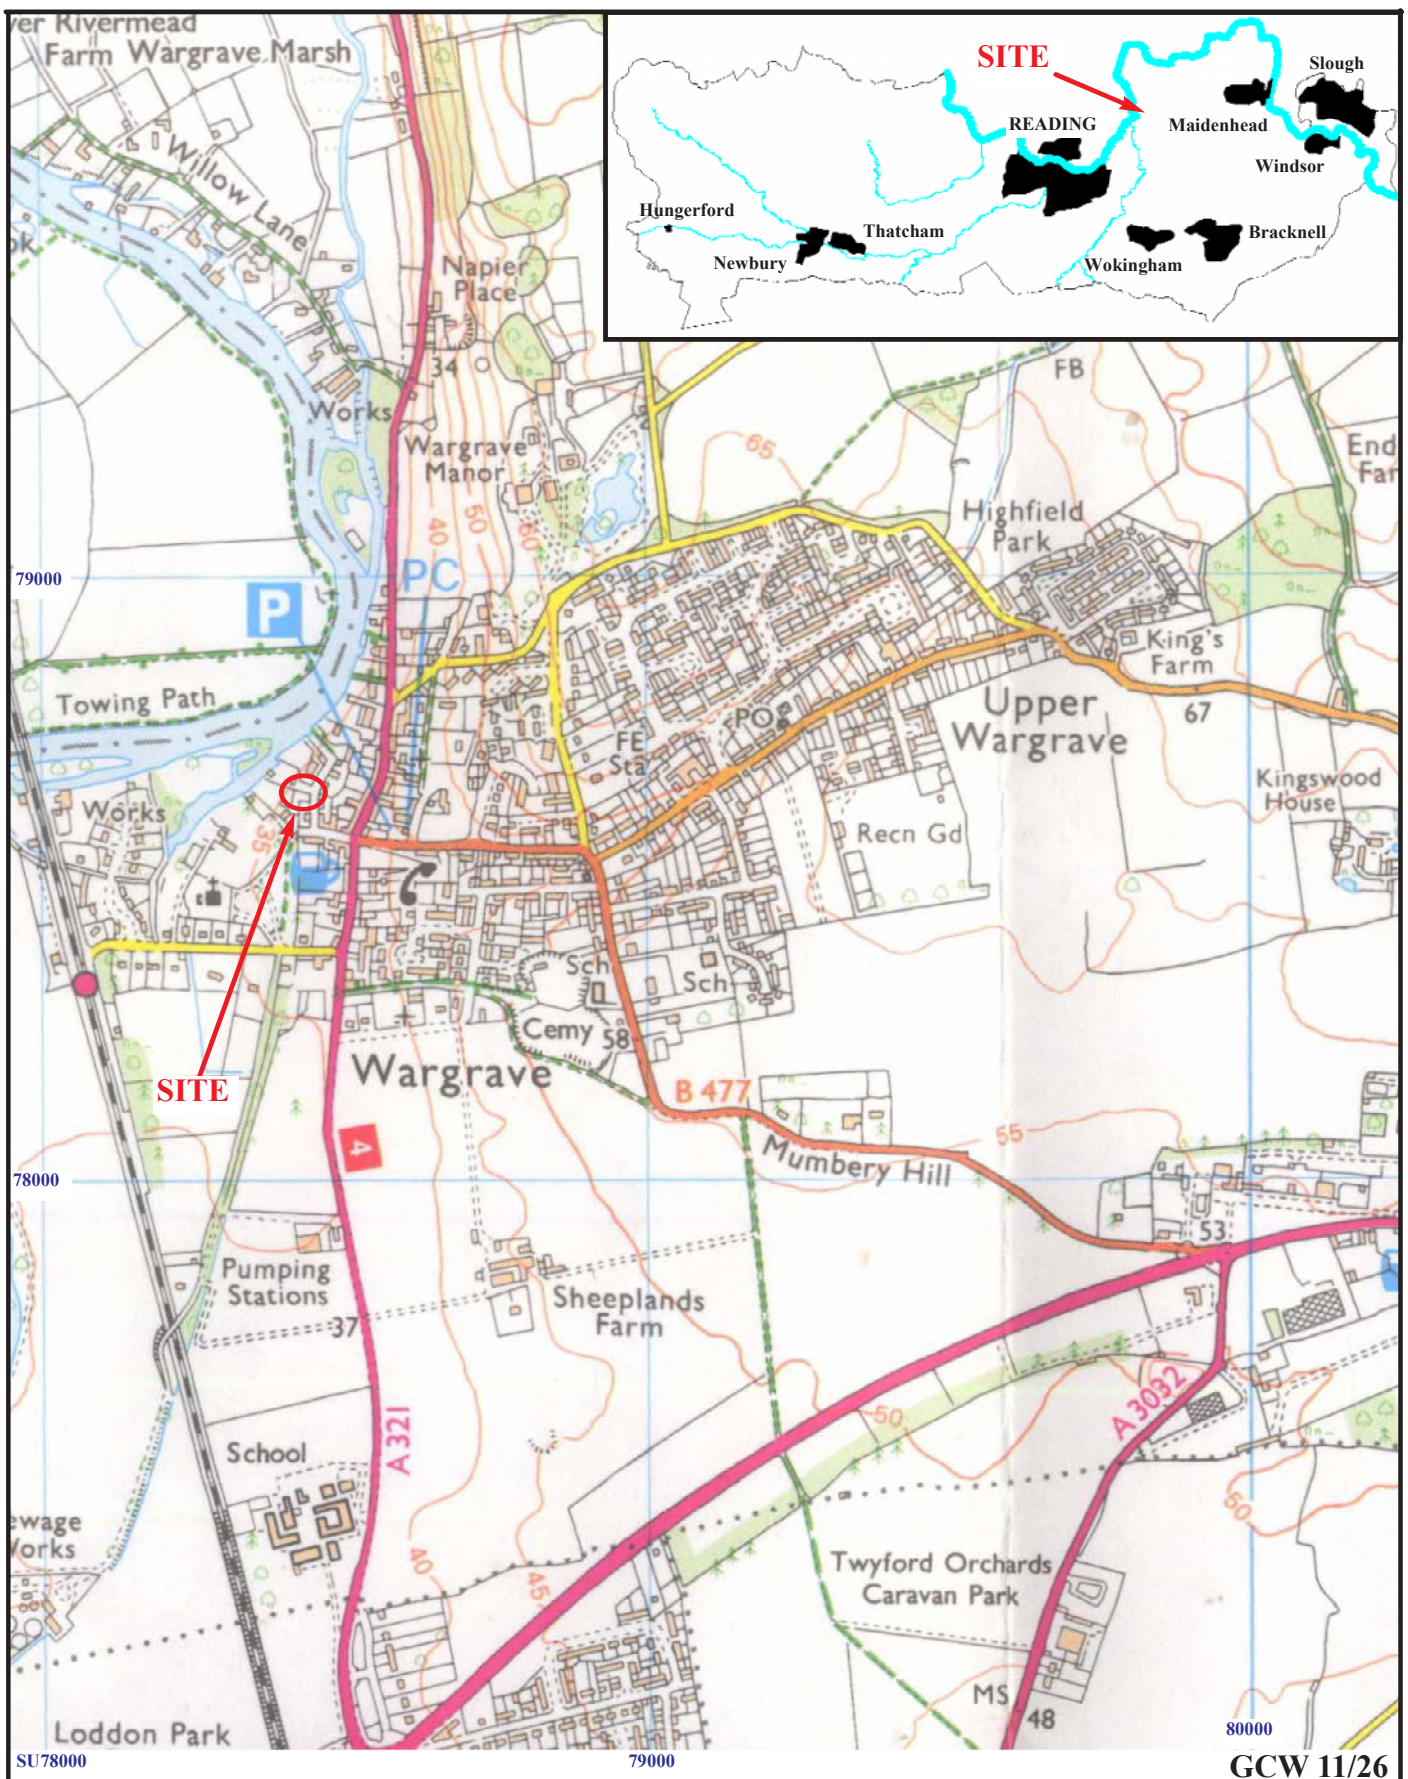 ver Rivermead
Farm Wargrave Marsh
SITE
Slough
READING
Maidenhead
Windsor
Hungerford
Thatcham
Bracknell
Newbury
Wokingham
Willow Lane
Napier
Place
34
FB
Works
Wargrave
Manor
65
End
Far
40
50
60
Highfield
Park
79000
PC
P
King's
Farm
Towing Path
67
Upper
Wargrave
PO
FE
Sta
Kingswood
House
Works
35
Recn Gd
Sch
Sch
Cemy
58
Wargrave
SITE
B 477
4
55
Mumbery Hill
78000
53
Pumping
Stations
37
Sheeplands
Farm
A 321
50
A 3032
School
50
ewage
Works
40
45
Twyford Orchards
Caravan Park
MS
48
Loddon Park
80000
SU78000
79000
GCW 11/26